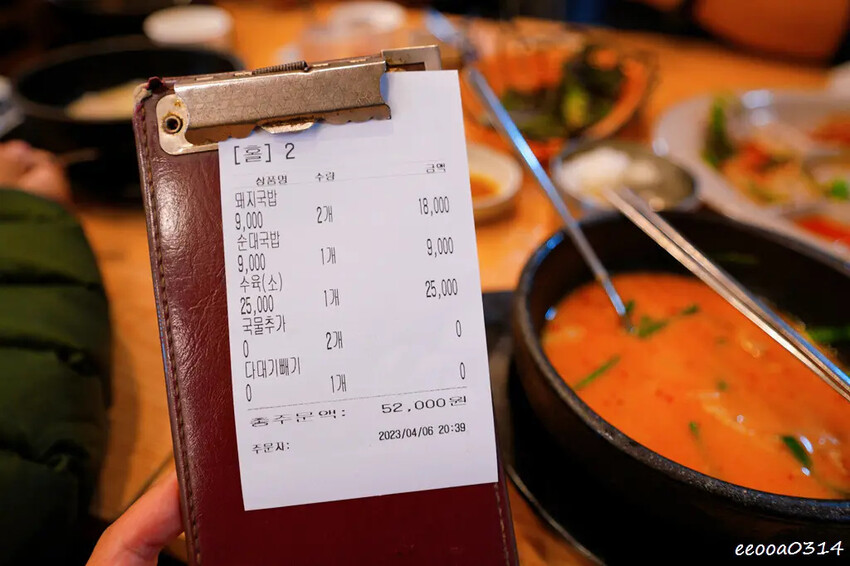 [홀] 2
상품명 수량 금액
돼지국밥
9,000 2개 18,000
순대국밥
9,000 1개 9,000
수육(소)
25,000 1개 25,000
국물추가
0 2개 0
다대기빼기
0 1개 0
총주문액: 52,000원
2023/04/06 20:39
주문사:
eeooa0314